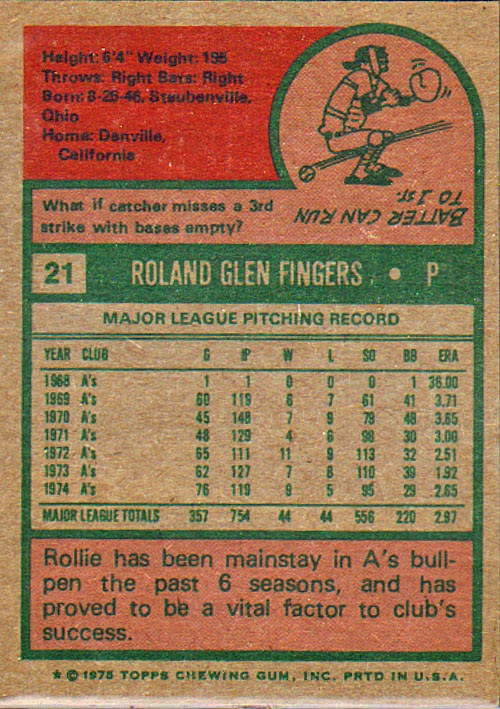 Height: 6'4" Weight: 195
Throws: Right Bats: Right
Born: 8-25-46, Steubenville,
Ohio
Home: Danville,
California
What if catcher misses a 3rd
strike with bases empty?
BATTER CAN RUN
TO 1st.
21 ROLAND GLEN FINGERS • P
MAJOR LEAGUE PITCHING RECORD
YEAR CLUB G IP W L SO BB ERA
1968 A's 1 1 0 0 0 1 36.00
1969 A's 60 119 6 7 61 41 3.71
1970 A's 45 148 7 9 79 48 3.65
1971 A's 48 129 4 6 98 30 3.00
1972 A's 65 111 11 9 113 32 2.51
1973 A's 62 127 7 8 110 39 1.92
1974 A's 76 119 9 5 95 29 2.65
MAJOR LEAGUE TOTALS 357 754 44 44 556 220 2.97
Rollie has been mainstay in A's bull-
pen the past 6 seasons, and has
proved to be a vital factor to club's
success.
* © 1975 TOPPS CHEWING GUM, INC. PRTD IN U.S.A.